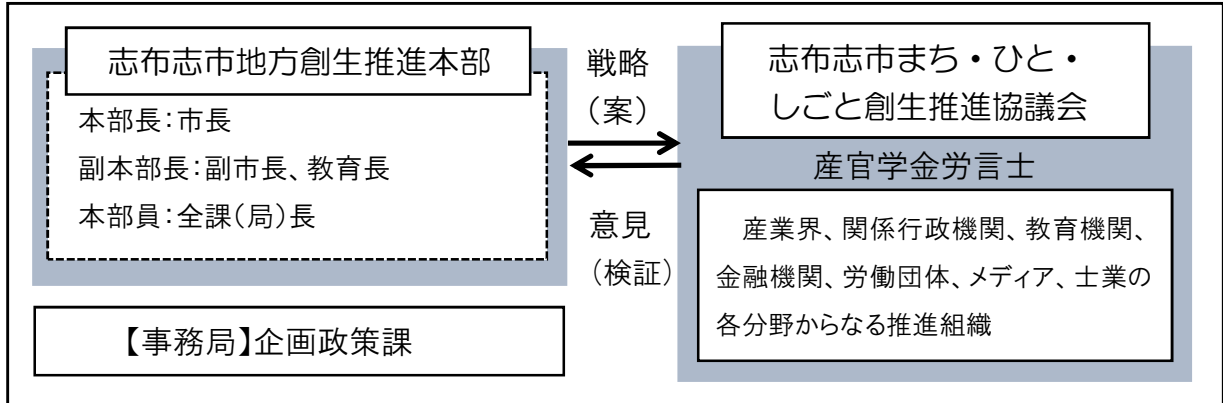 志布志市地方創生推進本部
本部長：市長
副本部長：副市長、教育長
本部員：全課（局）長
【事務局】企画政策課
戦略
（案）
意見
（検証）
志布志市まち・ひと・
しごと創生推進協議会
産官学金労言士
産業界、関係行政機関、教育機関、
金融機関、労働団体、メディア、士業の
各分野からなる推進組織